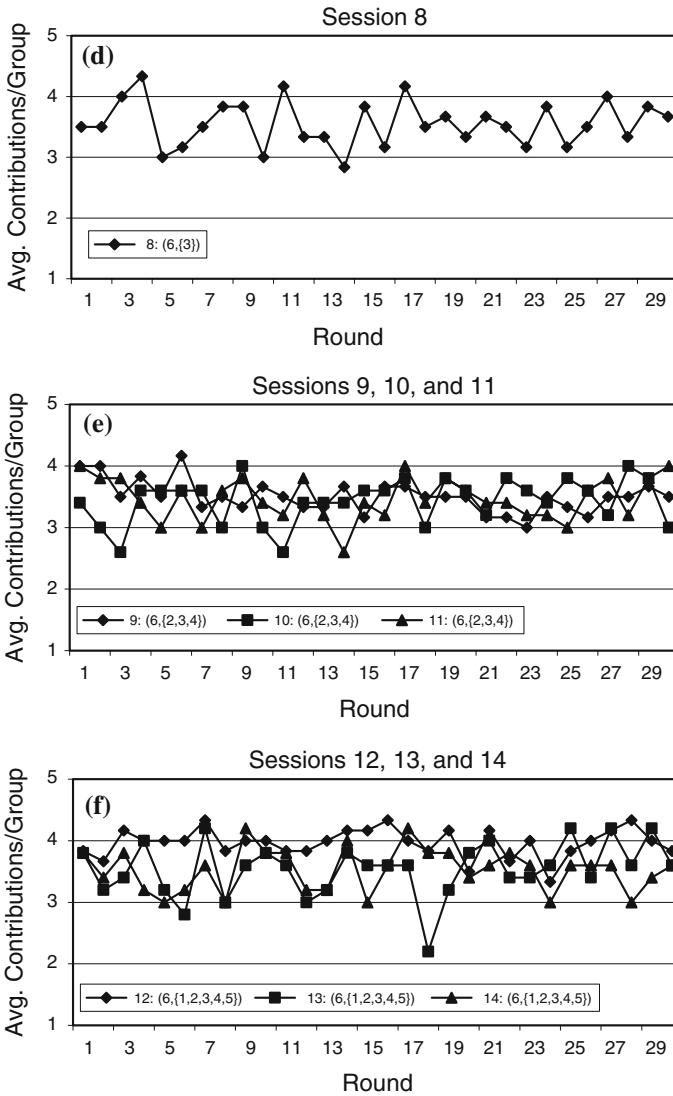 Session 8
(d)
Avg. Contributions/Group
5
4
3
2
1
8: (6,{3})
1 3 5 7 9 11 13 15 17 19 21 23 25 27 29
Round
Sessions 9, 10, and 11
(e)
Avg. Contributions/Group
5
4
3
2
1
9: (6,{2,3,4}) 10: (6,{2,3,4}) 11: (6,{2,3,4})
1 3 5 7 9 11 13 15 17 19 21 23 25 27 29
Round
Sessions 12, 13, and 14
(f)
Avg. Contributions/Group
5
4
3
2
1
12: (6,{1,2,3,4,5}) 13: (6,{1,2,3,4,5}) 14: (6,{1,2,3,4,5})
1 3 5 7 9 11 13 15 17 19 21 23 25 27 29
Round